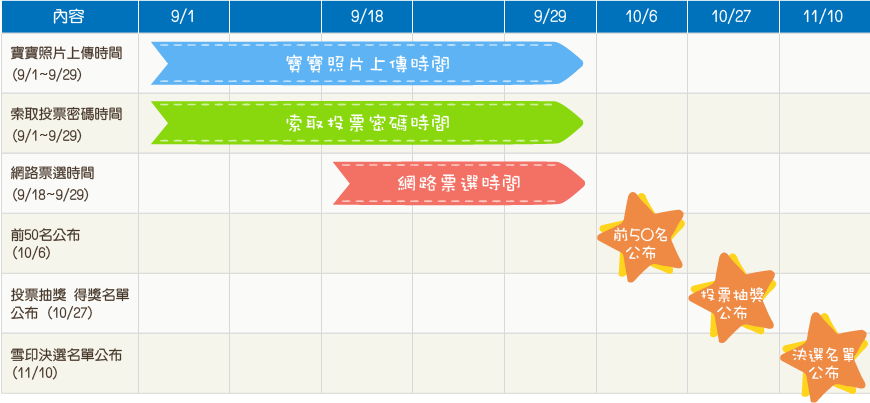 內容 9/1 9/18 9/29 10/6 10/27 11/10
寶寶照片上傳時間
(9/1~9/29)
寶寶照片上傳時間
索取投票密碼時間
(9/1~9/29)
索取投票密碼時間
網路票選時間
(9/18~9/29)
網路票選時間
前50名公布
(10/6)
前50名
公布
投票抽獎 得獎名單
公布 (10/27)
投票抽獎
公布
雪印決選名單公布
(11/10)
決選名單
公布